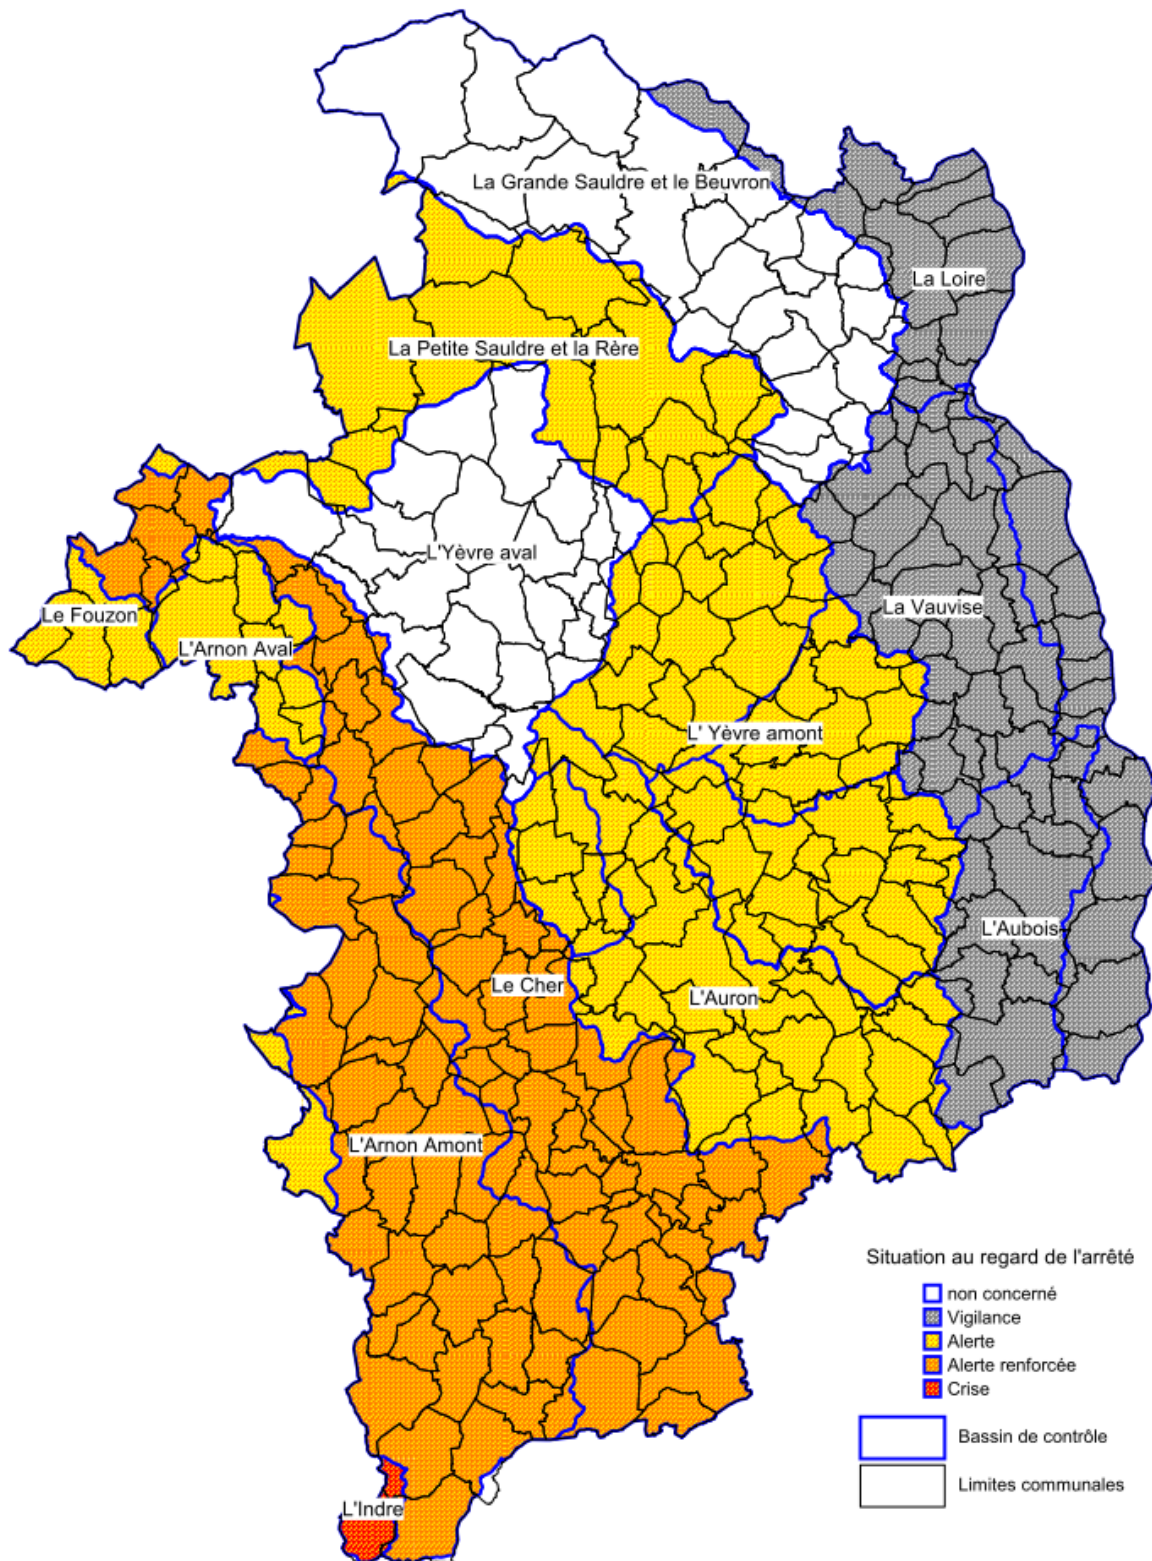 La Grande Sauldre et le Beuvron
La Loire
La Petite Sauldre et la Rère
L'Yèvre aval
Le Fouzon
L'Arnon Aval
La Vauvise
L' Yèvre amont
L'Aubois
Le Cher
L'Auron
L'Arnon Amont
L'Indre
Situation au regard de l'arrêté
non concerné
Vigilance
Alerte
Alerte renforcée
Crise
Bassin de contrôle
Limites communales